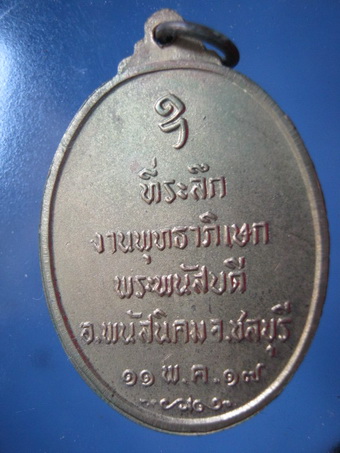 ที่ระลึก
งานพุทธาภิเษก
พระพนัสบดี
อ.พนัสนิคม จ.ชลบุรี
๑๑ พ.ค. ๑๗